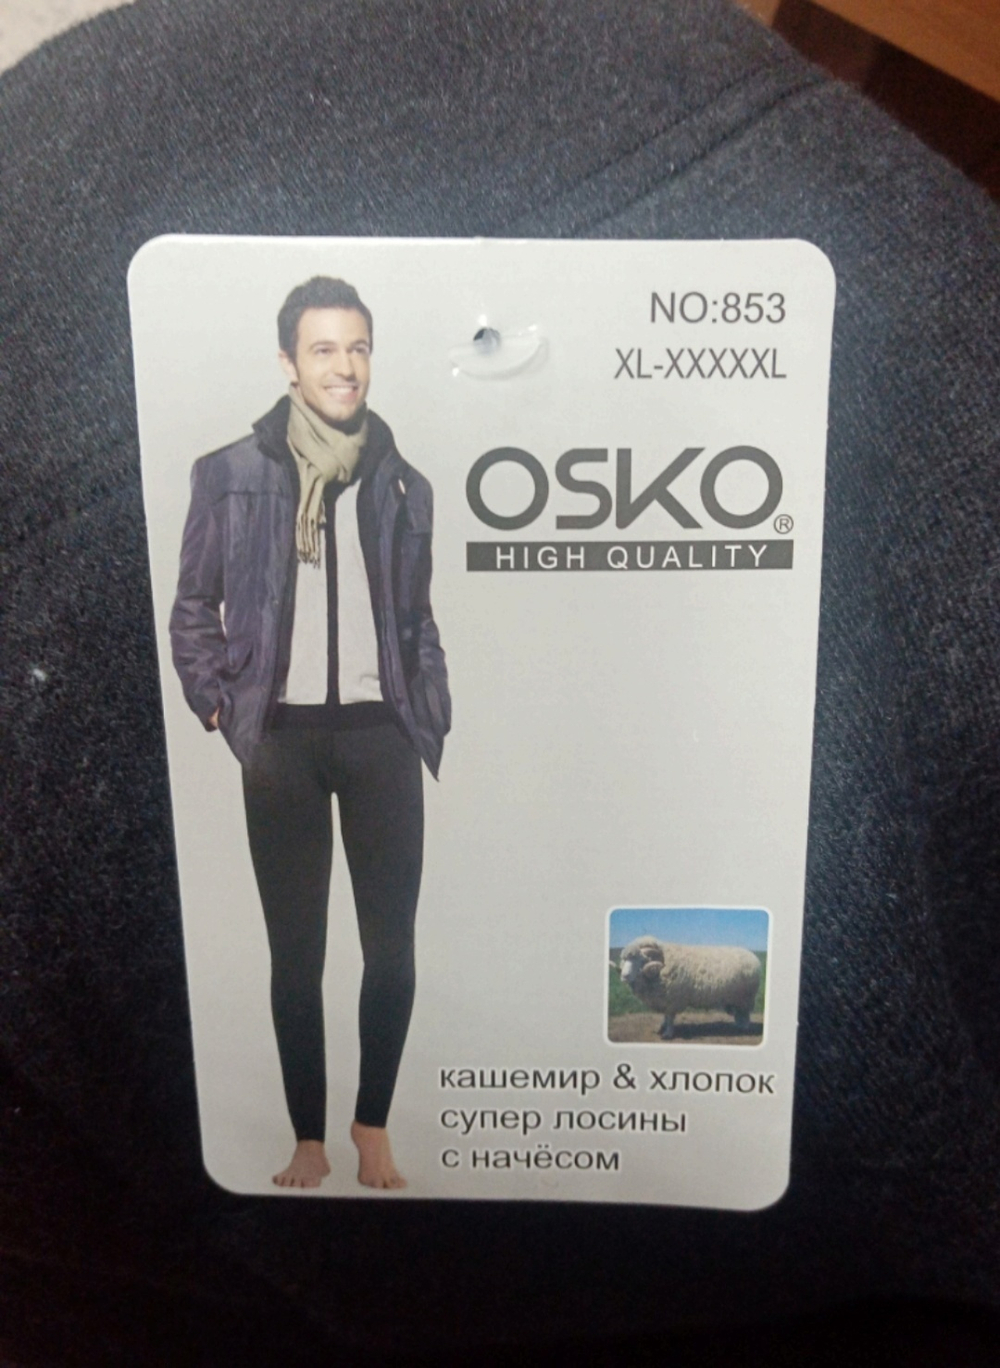 NO:853
XL-XXXXXL
OSKO®
HIGH QUALITY
кашемир & хлопок
супер лосины
с начёсом